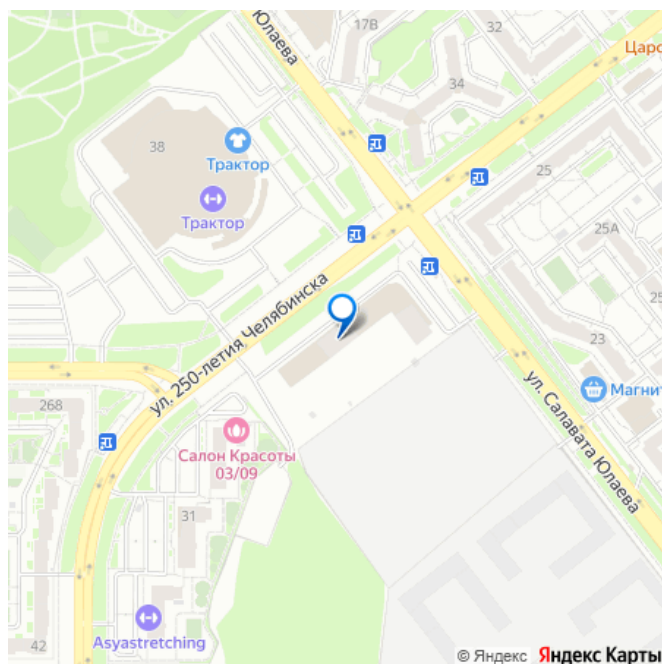 Юлаева
17В
32
Царс
34
38
Трактор
Трактор
25
25А
ул. 250-летия Челябинска
25
23
Магнит
ул. Салавата Юлаева
268
Салон Красоты
03/09
31
Asyastretching
42
© Яндекс Яндекс Карты